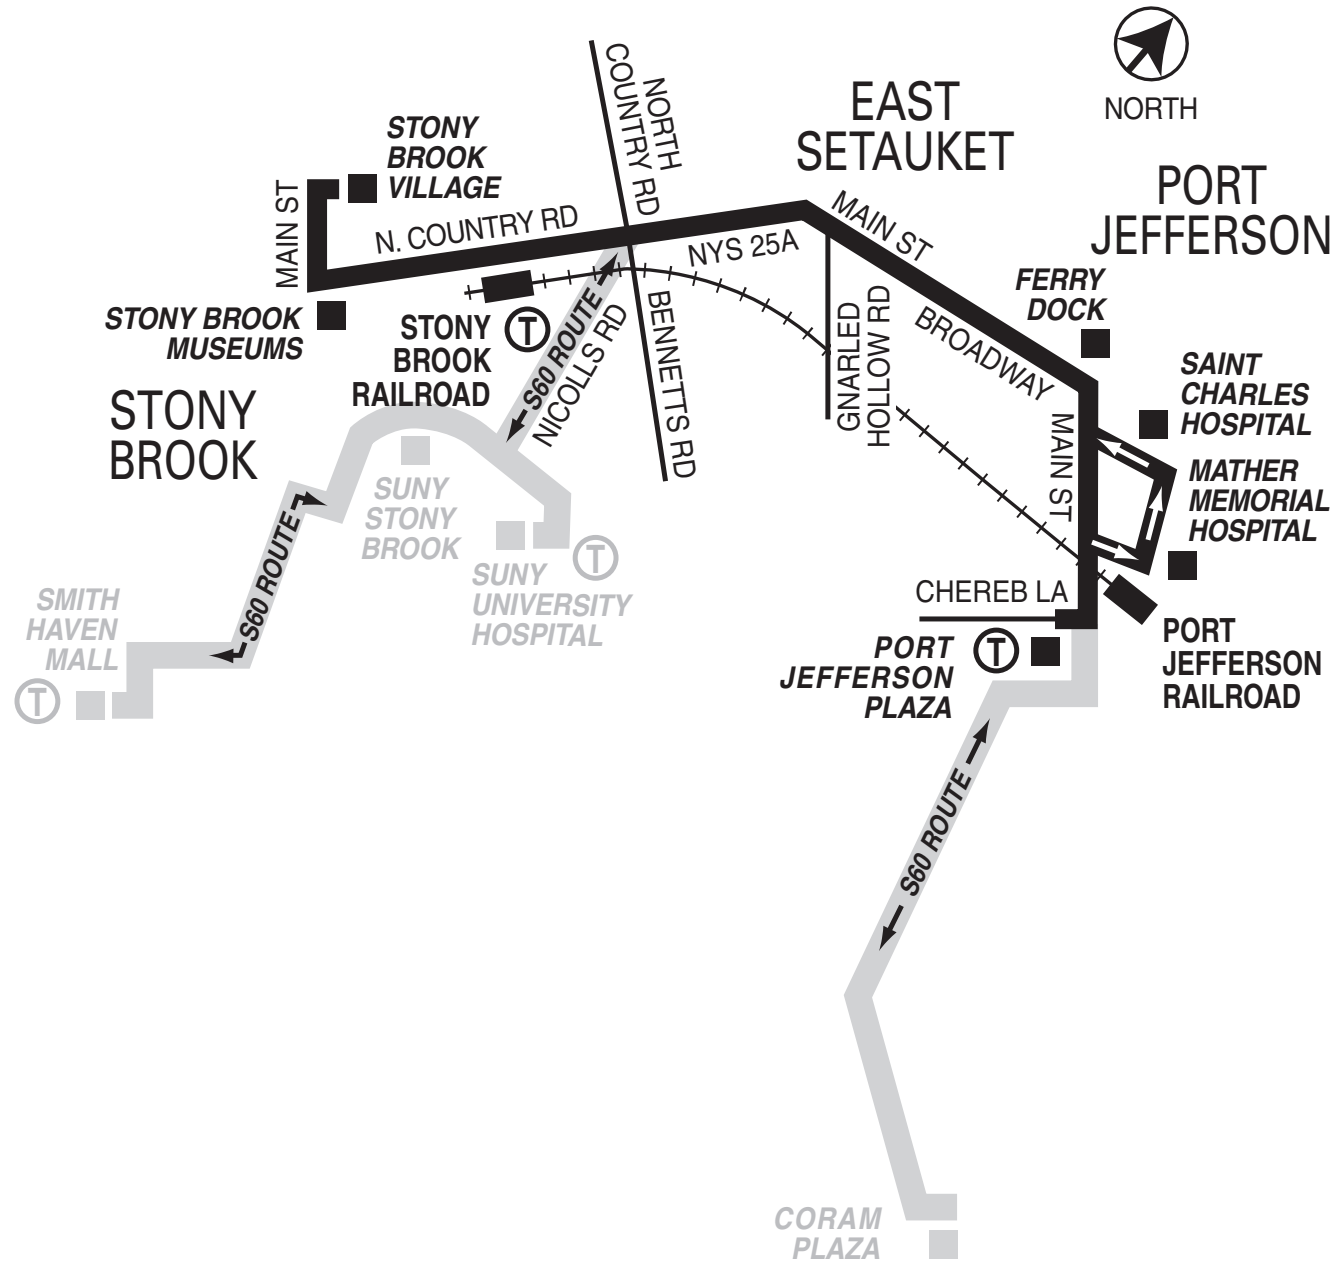 NORTH
EAST
SETAUKET
PORT
JEFFERSON
NORTH
COUNTRY RD
STONY
BROOK
VILLAGE
MAIN ST
N. COUNTRY RD
NYS 25A
MAIN ST
BROADWAY
FERRY
DOCK
STONY BROOK
MUSEUMS
STONY
BROOK
RAILROAD
T
S60 ROUTE
NICOLLS RD
BENNETTS RD
GNARLED
HOLLOW RD
SAINT
CHARLES
HOSPITAL
MAIN ST
MATHER
MEMORIAL
HOSPITAL
STONY
BROOK
SUNY
STONY
BROOK
S60 ROUTE
SUNY
UNIVERSITY
HOSPITAL
T
SMITH
HAVEN
MALL
T
CHEREB LA
PORT
JEFFERSON
PLAZA
T
PORT
JEFFERSON
RAILROAD
S60 ROUTE
CORAM
PLAZA